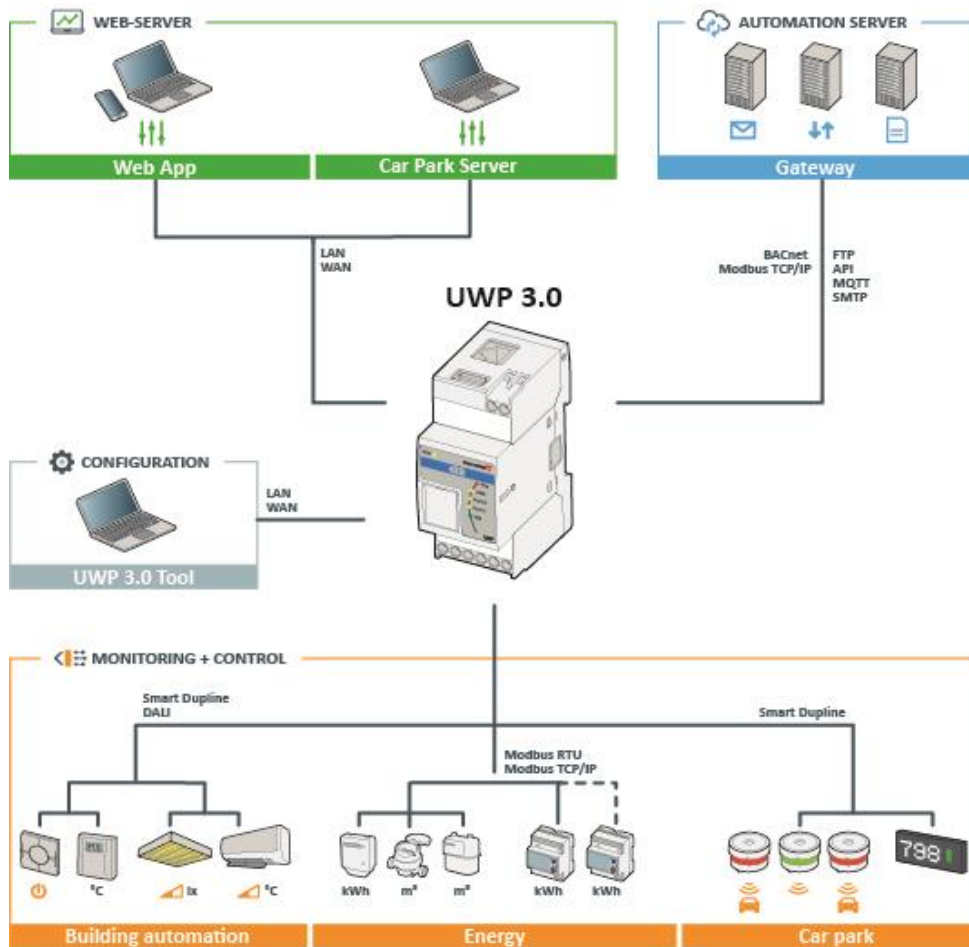 WEB-SERVER
AUTOMATION SERVER
Web App
Car Park Server
Gateway
LAN
WAN
BACnet
Modbus TCP/IP
FTP
API
MQTT
SMTP
UWP 3.0
CONFIGURATION
LAN
WAN
UWP 3.0 Tool
MONITORING + CONTROL
Smart Dupline
DALI
Smart Dupline
Modbus RTU
Modbus TCP/IP
798
°C
lx
°C
kWh
m³
m³
kWh
kWh
Building automation
Energy
Car park